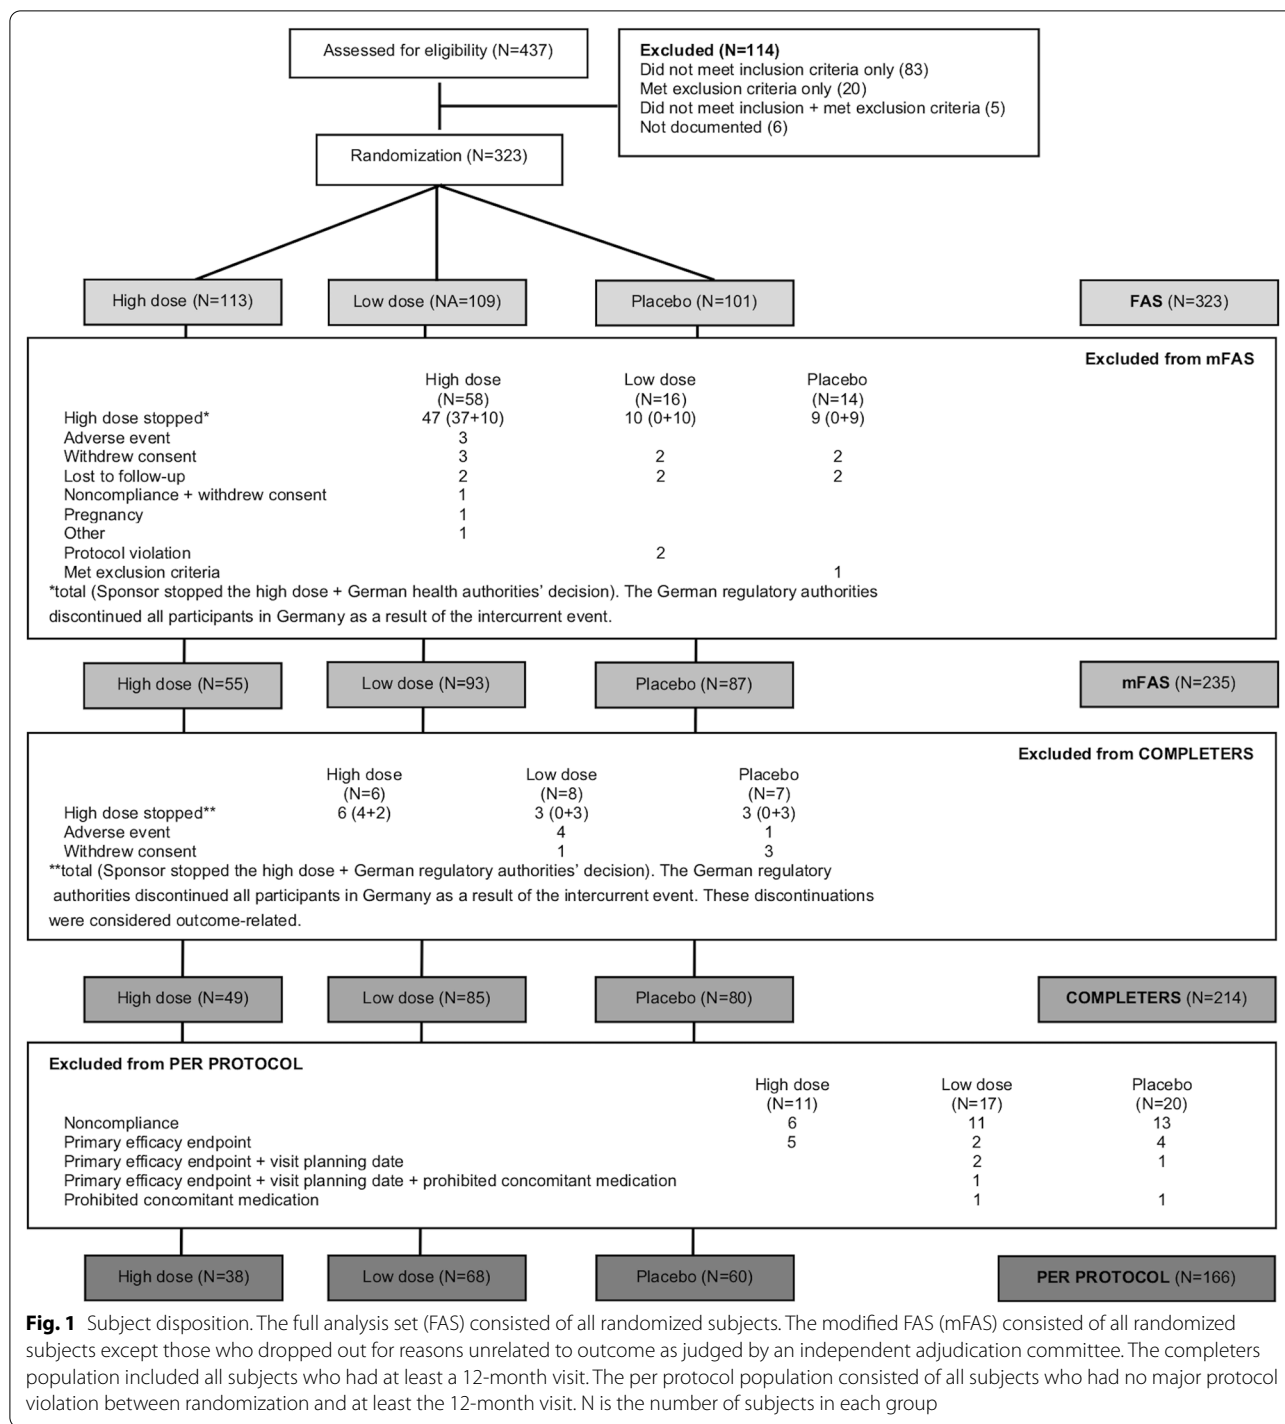 Assessed for eligibility (N=437)
Excluded (N=114)
Did not meet inclusion criteria only (83)
Met exclusion criteria only (20)
Did not meet inclusion + met exclusion criteria (5)
Not documented (6)
Randomization (N=323)
High dose (N=113) Low dose (NA=109) Placebo (N=101) FAS (N=323)
Excluded from mFAS
High dose Low dose Placebo
(N=58) (N=16) (N=14)
High dose stopped* 47 (37+10) 10 (0+10) 9 (0+9)
Adverse event 3
Withdrew consent 3 2 2
Lost to follow-up 2 2 2
Noncompliance + withdrew consent 1
Pregnancy 1
Other 1
Protocol violation 2
Met exclusion criteria 1
*total (Sponsor stopped the high dose + German health authorities' decision). The German regulatory authorities
discontinued all participants in Germany as a result of the intercurrent event.
High dose (N=55) Low dose (N=93) Placebo (N=87) mFAS (N=235)
Excluded from COMPLETERS
High dose Low dose Placebo
(N=6) (N=8) (N=7)
High dose stopped** 6 (4+2) 3 (0+3) 3 (0+3)
Adverse event 4 1
Withdrew consent 1 3
**total (Sponsor stopped the high dose + German regulatory authorities' decision). The German regulatory
authorities discontinued all participants in Germany as a result of the intercurrent event. These discontinuations
were considered outcome-related.
High dose (N=49) Low dose (N=85) Placebo (N=80) COMPLETERS (N=214)
Excluded from PER PROTOCOL
High dose Low dose Placebo
(N=11) (N=17) (N=20)
Noncompliance 6 11 13
Primary efficacy endpoint 5 2 4
Primary efficacy endpoint + visit planning date 2 1
Primary efficacy endpoint + visit planning date + prohibited concomitant medication 1
Prohibited concomitant medication 1 1
High dose (N=38) Low dose (N=68) Placebo (N=60) PER PROTOCOL (N=166)
Fig. 1 Subject disposition. The full analysis set (FAS) consisted of all randomized subjects. The modified FAS (mFAS) consisted of all randomized
subjects except those who dropped out for reasons unrelated to outcome as judged by an independent adjudication committee. The completers
population included all subjects who had at least a 12-month visit. The per protocol population consisted of all subjects who had no major protocol
violation between randomization and at least the 12-month visit. N is the number of subjects in each group